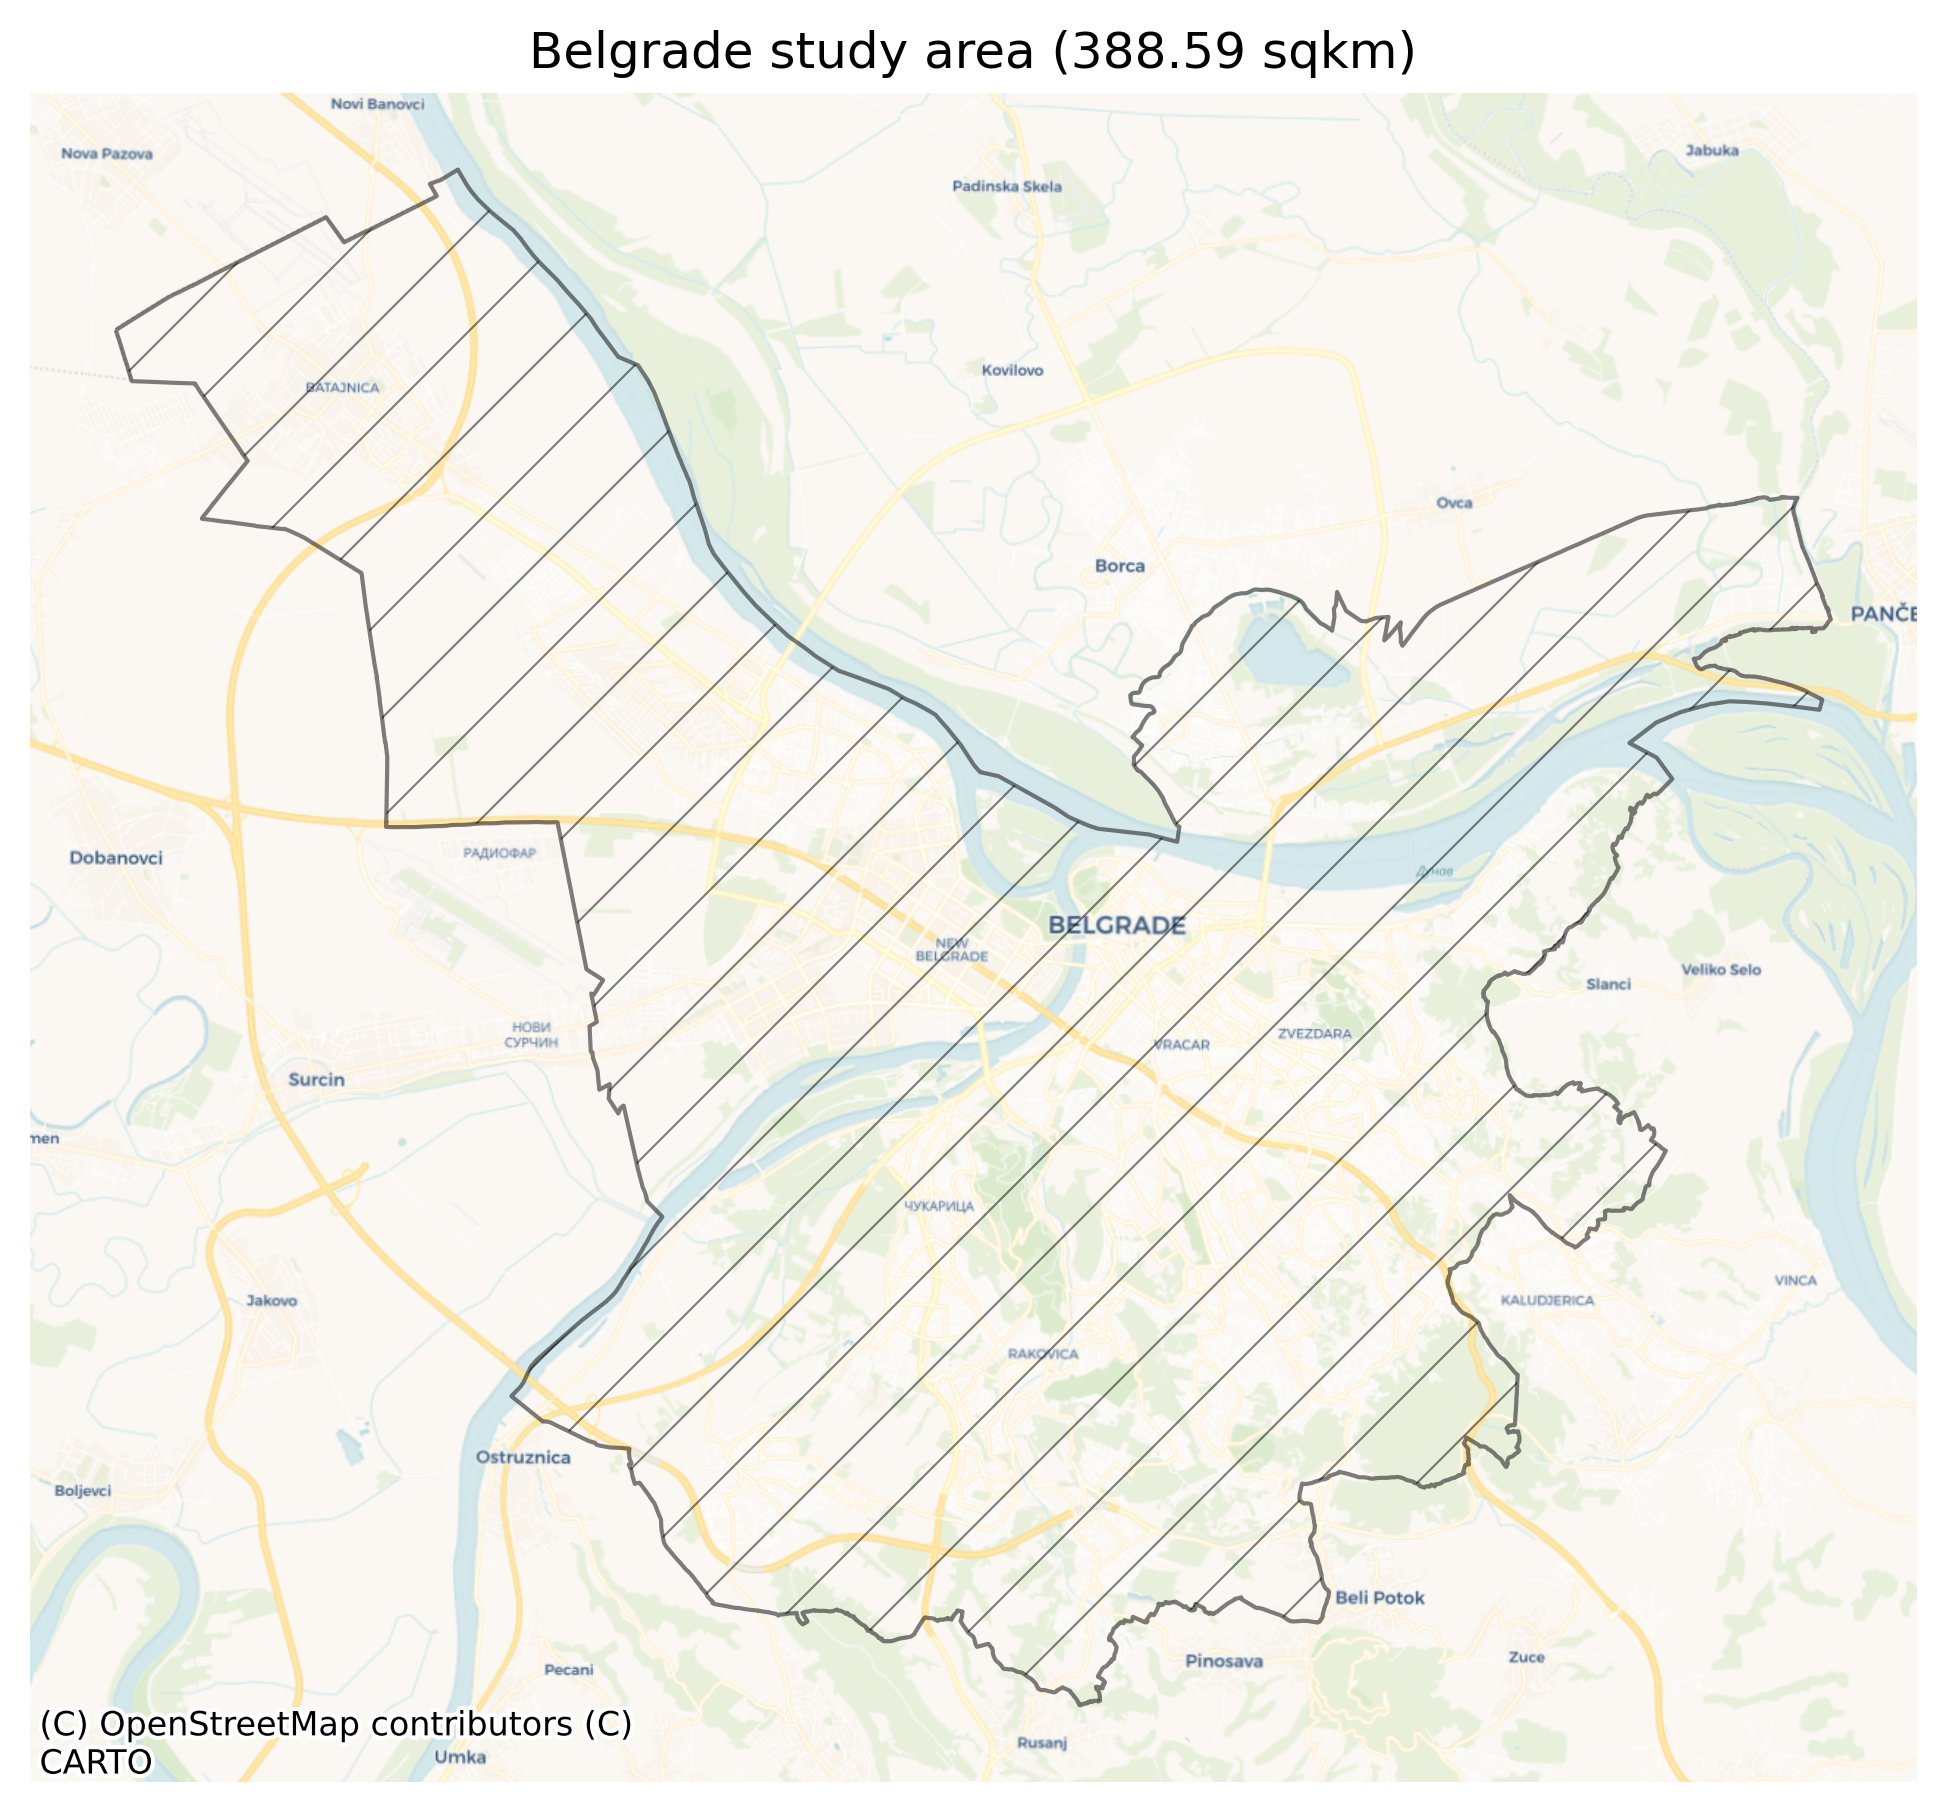 Belgrade study area (388.59 sqkm)
Novi Banovci
Nova Pazova
Jabuka
Padinska Skela
Kovilovo
BATAJNICA
Ovca
Borca
PANČE
Dobanovci
РАДИОФАР
Дунав
BELGRADE
NEW
BELGRADE
Slanci
Veliko Selo
НОВИ
СУРЧИН
VRACAR
ZVEZDARA
Surcin
men
ЧУКАРИЦА
VINCA
Jakovo
KALUDJERICA
RAKOVICA
Ostruznica
Boljevci
Beli Potok
Pecani
Pinosava
Zuce
Rusanj
Umka
(C) OpenStreetMap contributors (C)
CARTO